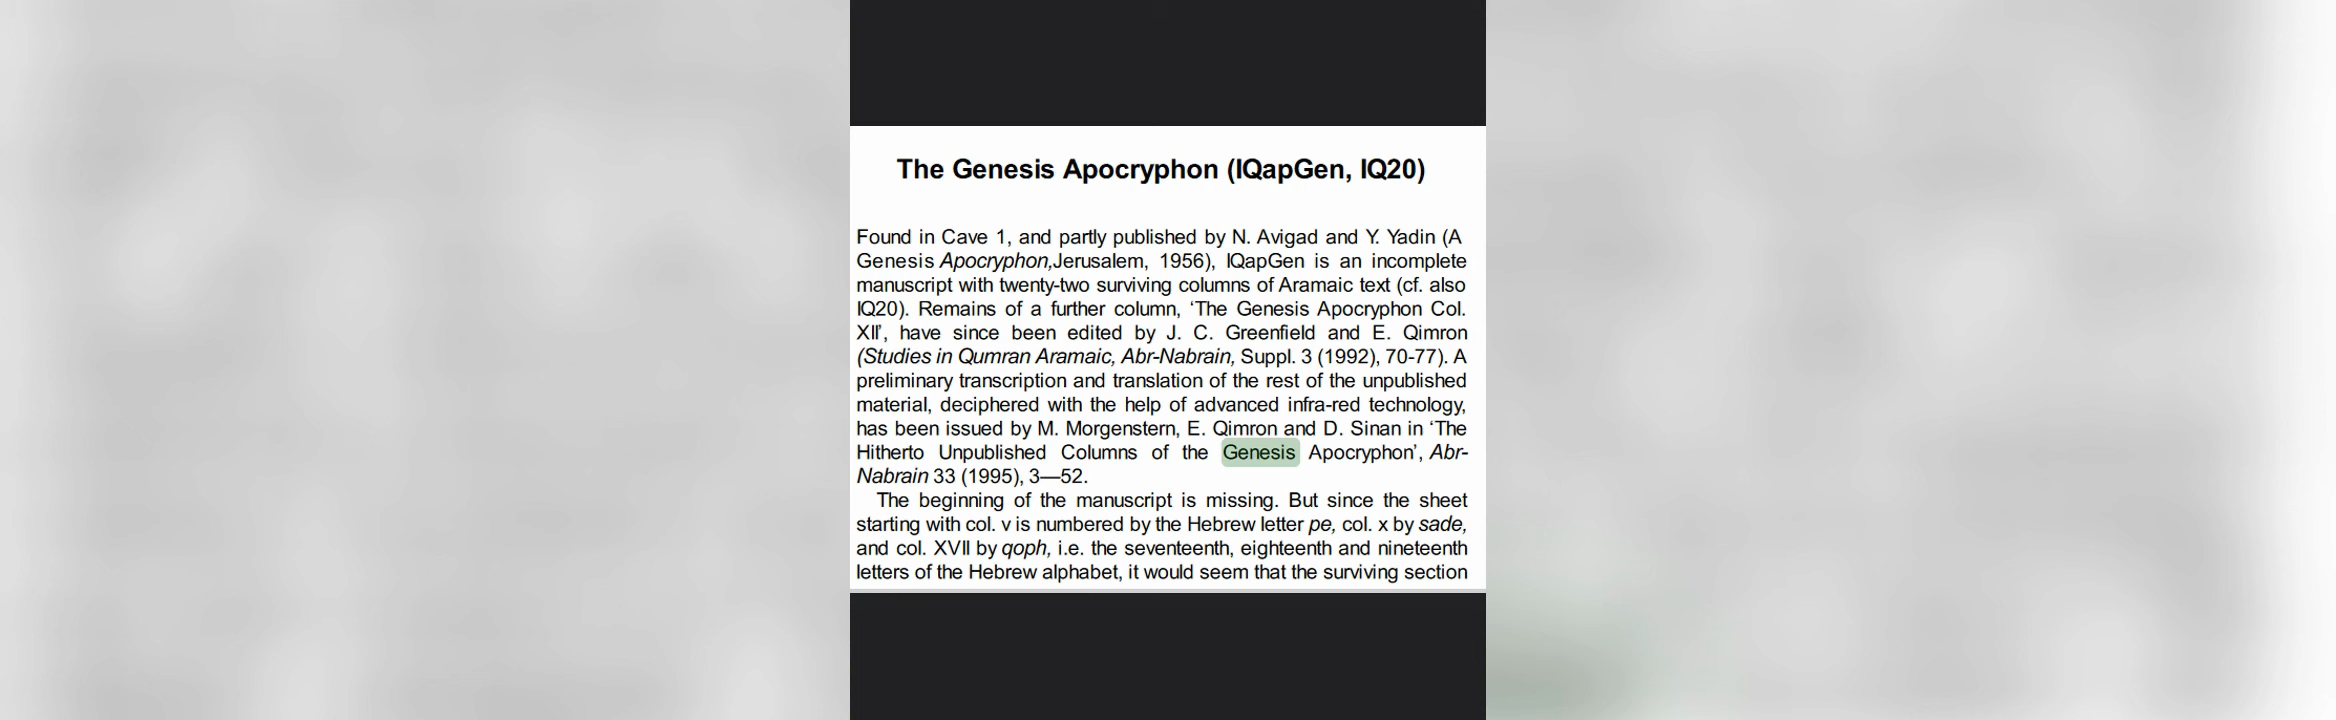 The Genesis Apocryphon (IQapGen, IQ20)
Found in Cave 1, and partly published by N. Avigad and Y. Yadin (A
Genesis Apocryphon,Jerusalem, 1956), IQapGen is an incomplete
manuscript with twenty-two surviving columns of Aramaic text (cf. also
IQ20). Remains of a further column, ‘The Genesis Apocryphon Col.
XII’, have since been edited by J. C. Greenfield and E. Qimron
(Studies in Qumran Aramaic, Abr-Nabrain, Suppl. 3 (1992), 70-77). A
preliminary transcription and translation of the rest of the unpublished
material, deciphered with the help of advanced infra-red technology,
has been issued by M. Morgenstern, E. Qimron and D. Sinan in ‘The
Hitherto Unpublished Columns of the Genesis Apocryphon’, Abr-
Nabrain 33 (1995), 3—52.
The beginning of the manuscript is missing. But since the sheet
starting with col. v is numbered by the Hebrew letter pe, col. x by sade,
and col. XVII by qoph, i.e. the seventeenth, eighteenth and nineteenth
letters of the Hebrew alphabet, it would seem that the surviving section